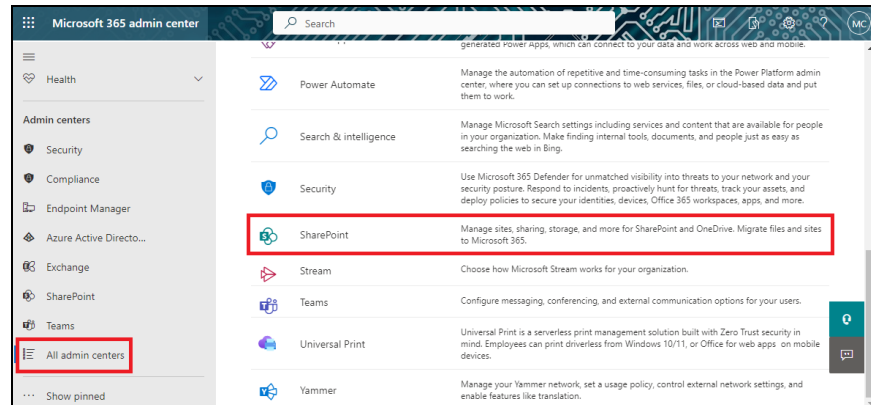 Microsoft 365 admin center
Search
MC
Health
Admin centers
Security
Compliance
Endpoint Manager
Azure Active Directo...
Exchange
SharePoint
Teams
All admin centers
Show pinned
generated Power Apps, which can connect to your data and work across web and mobile.
Power Automate
Manage the automation of repetitive and time-consuming tasks in the Power Platform admin
center, where you can set up connections to web services, files, or cloud-based data and put
them to work.
Search & intelligence
Manage Microsoft Search settings including services and content that are available for people
in your organization. Make finding internal tools, documents, and people just as easy as
searching the web in Bing.
Security
Use Microsoft 365 Defender for unmatched visibility into threats to your network and your
security posture. Respond to incidents, proactively hunt for threats, track your assets, and
deploy policies to secure your identities, devices, Office 365 workspaces, apps, and more.
SharePoint
Manage sites, sharing, storage, and more for SharePoint and OneDrive. Migrate files and sites
to Microsoft 365.
Stream
Choose how Microsoft Stream works for your organization.
Teams
Configure messaging, conferencing, and external communication options for your users.
Universal Print
Universal Print is a serverless print management solution built with Zero Trust security in
mind. Employees can print driverless from Windows 10/11, or Office for web apps on mobile
devices.
Yammer
Manage your Yammer network, set a usage policy, control external network settings, and
enable features like translation.